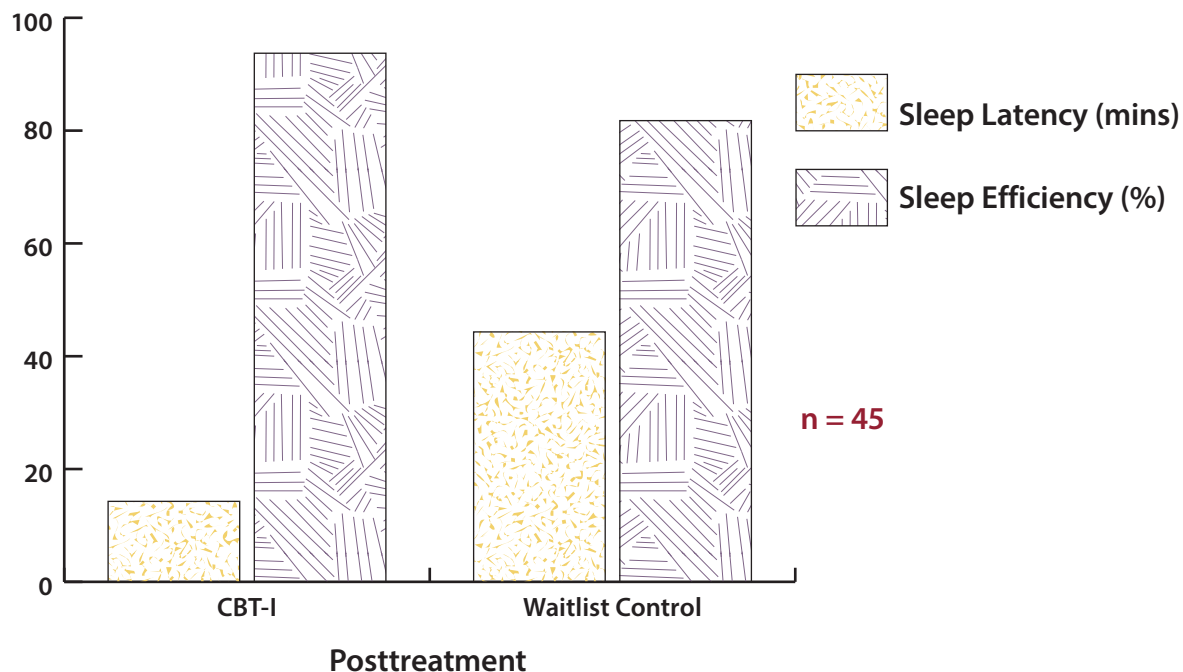 100
80
60
40
20
0
CBT-I
Waitlist Control
Posttreatment
Sleep Latency (mins)
Sleep Efficiency (%)
n = 45